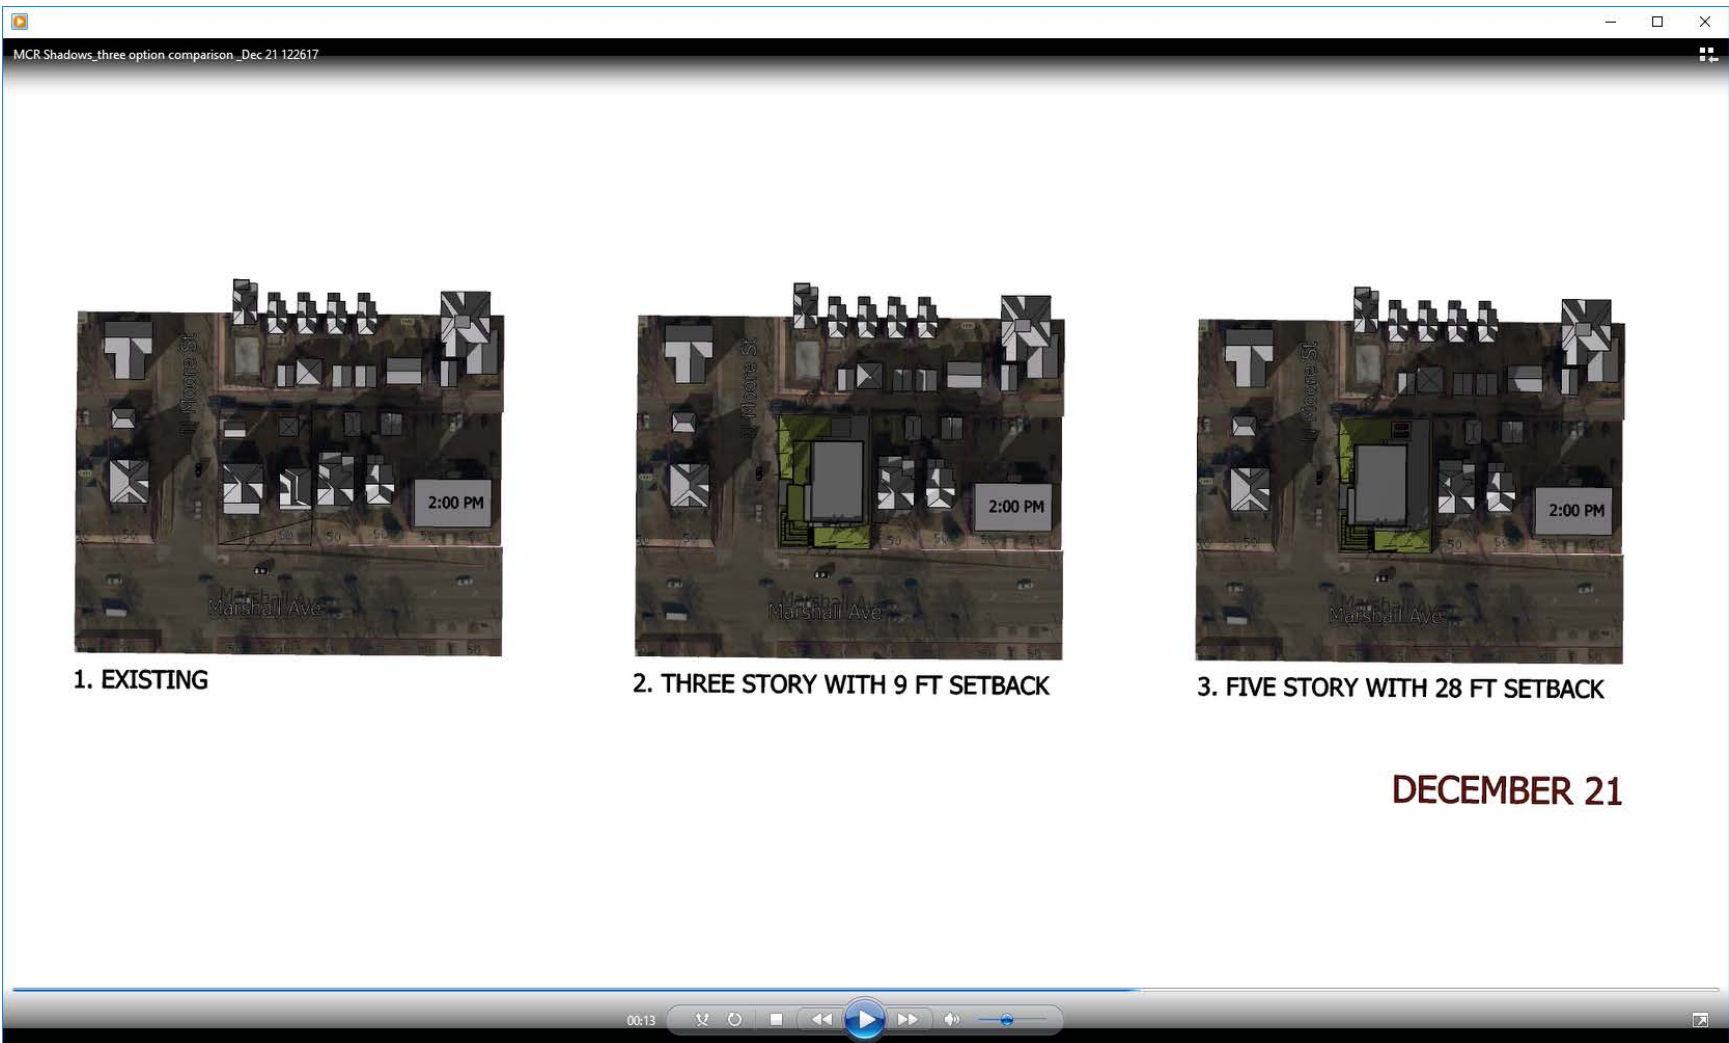 MCR Shadows_three option comparison _Dec 21 122617
2:00 PM
2:00 PM
2:00 PM
Marshall Ave
Marshall Ave
Marshall Ave
1. EXISTING
2. THREE STORY WITH 9 FT SETBACK
3. FIVE STORY WITH 28 FT SETBACK
DECEMBER 21
00:13